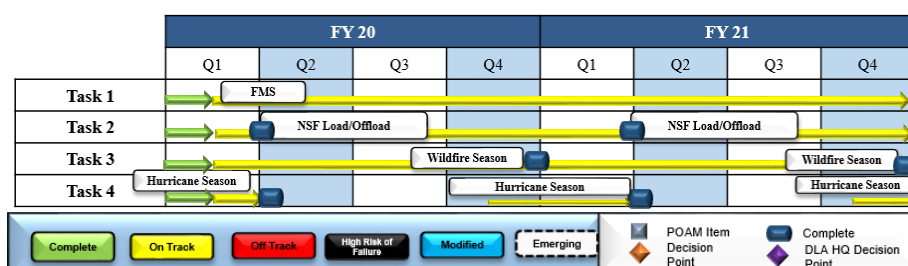 FY 20 FY 21
Q1 Q2 Q3 Q4 Q1 Q2 Q3 Q4
Task 1 FMS
Task 2 NSF Load/Offload NSF Load/Offload
Task 3 Wildfire Season Wildfire Season
Task 4 Hurricane Season Hurricane Season Hurricane Season
Complete On Track Off Track High Risk of Failure Modified Emerging
POAM Item Complete
Decision Point DLA HQ Decision Point